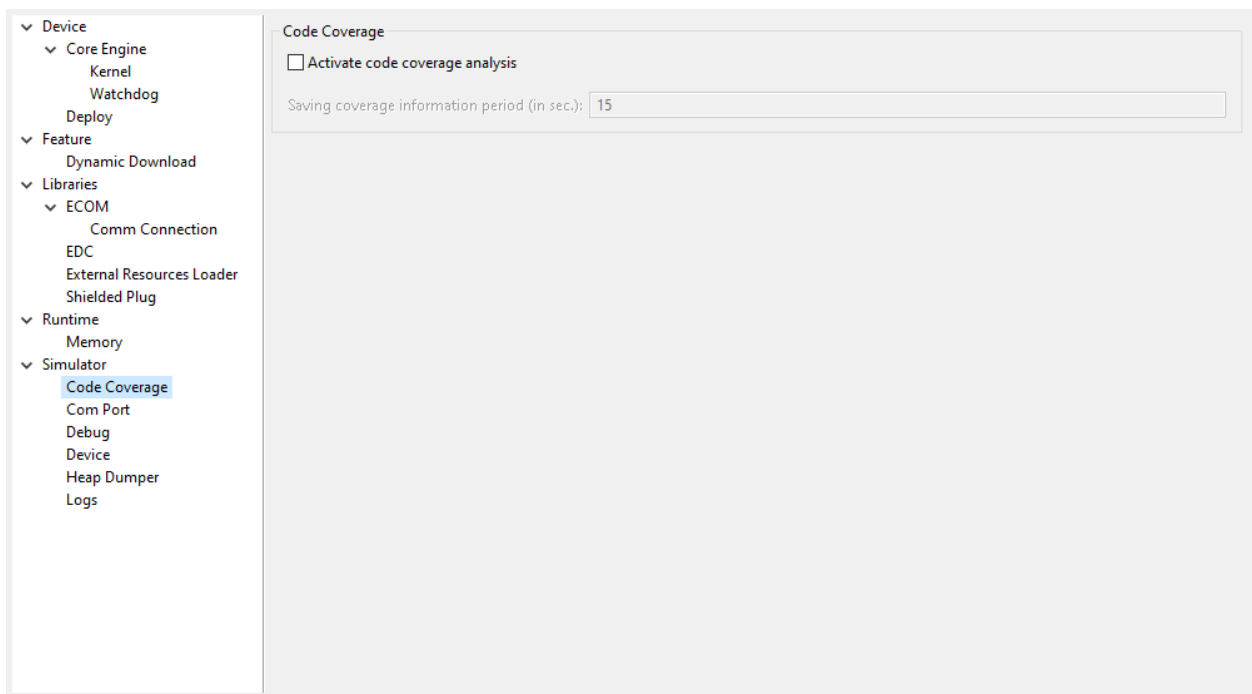 Device
Core Engine
Kernel
Watchdog
Deploy
Feature
Dynamic Download
Libraries
ECOM
Comm Connection
EDC
External Resources Loader
Shielded Plug
Runtime
Memory
Simulator
Code Coverage
Com Port
Debug
Device
Heap Dumper
Logs
Code Coverage
Activate code coverage analysis
Saving coverage information period (in sec.): 15